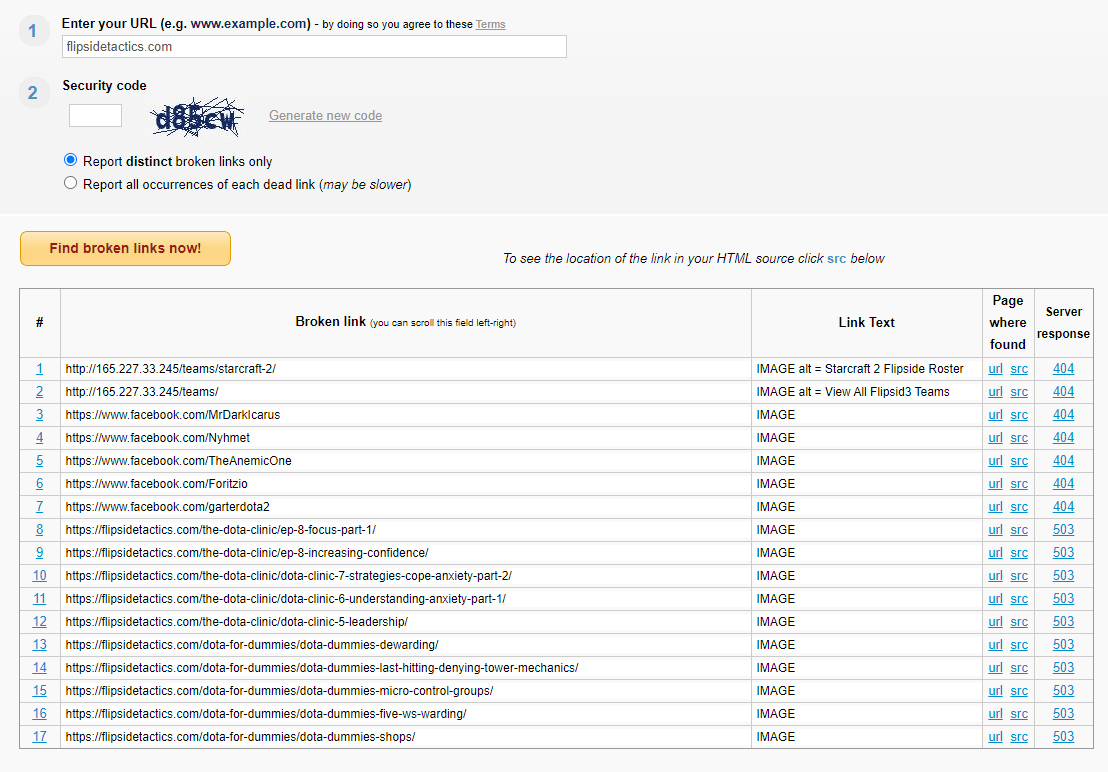 1
Enter your URL (e.g. www.example.com) - by doing so you agree to these Terms
flipsidetactics.com
2
Security code
d85cw
Generate new code
Report distinct broken links only
Report all occurrences of each dead link (may be slower)
Find broken links now!
To see the location of the link in your HTML source click src below
# Broken link (you can scroll this field left-right) Link Text Page where found Server response
1 http://165.227.33.245/teams/starcraft-2/ IMAGE alt = Starcraft 2 Flipside Roster url src 404
2 http://165.227.33.245/teams/ IMAGE alt = View All Flipsid3 Teams url src 404
3 https://www.facebook.com/MrDarkIcarus IMAGE url src 404
4 https://www.facebook.com/Nyhmet IMAGE url src 404
5 https://www.facebook.com/TheAnemicOne IMAGE url src 404
6 https://www.facebook.com/Foritzio IMAGE url src 404
7 https://www.facebook.com/garterdota2 IMAGE url src 404
8 https://flipsidetactics.com/the-dota-clinic/ep-8-focus-part-1/ IMAGE url src 503
9 https://flipsidetactics.com/the-dota-clinic/ep-8-increasing-confidence/ IMAGE url src 503
10 https://flipsidetactics.com/the-dota-clinic/dota-clinic-7-strategies-cope-anxiety-part-2/ IMAGE url src 503
11 https://flipsidetactics.com/the-dota-clinic/dota-clinic-6-understanding-anxiety-part-1/ IMAGE url src 503
12 https://flipsidetactics.com/the-dota-clinic/dota-clinic-5-leadership/ IMAGE url src 503
13 https://flipsidetactics.com/dota-for-dummies/dota-dummies-dewarding/ IMAGE url src 503
14 https://flipsidetactics.com/dota-for-dummies/dota-dummies-last-hitting-denying-tower-mechanics/ IMAGE url src 503
15 https://flipsidetactics.com/dota-for-dummies/dota-dummies-micro-control-groups/ IMAGE url src 503
16 https://flipsidetactics.com/dota-for-dummies/dota-dummies-five-ws-warding/ IMAGE url src 503
17 https://flipsidetactics.com/dota-for-dummies/dota-dummies-shops/ IMAGE url src 503